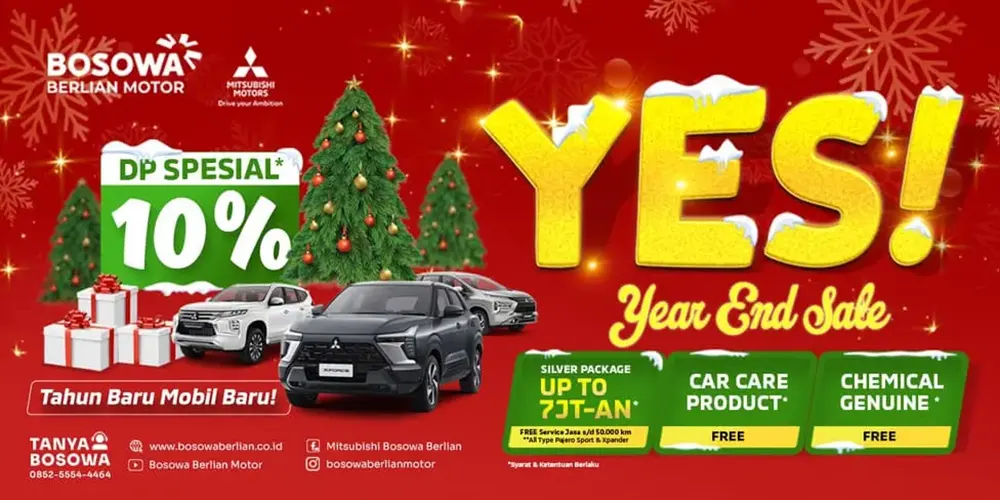 BOSOWA
BERLIAN MOTOR
MITSUBISHI
MOTORS
Drive your Ambition
DP SPESIAL*
10%
YES!
Year End Sale
XFORCE
Tahun Baru Mobil Baru!
SILVER PACKAGE
UP TO
7JT-AN*
FREE Service Jasa s/d 50.000 km
**All Type Pajero Sport & Xpander
CAR CARE
PRODUCT*
FREE
CHEMICAL
GENUINE *
FREE
*Syarat & Ketentuan Berlaku
TANYA
BOSOWA
0852-5554-4464
www.bosowaberlian.co.id
Bosowa Berlian Motor
Mitsubishi Bosowa Berlian
bosowaberlianmotor